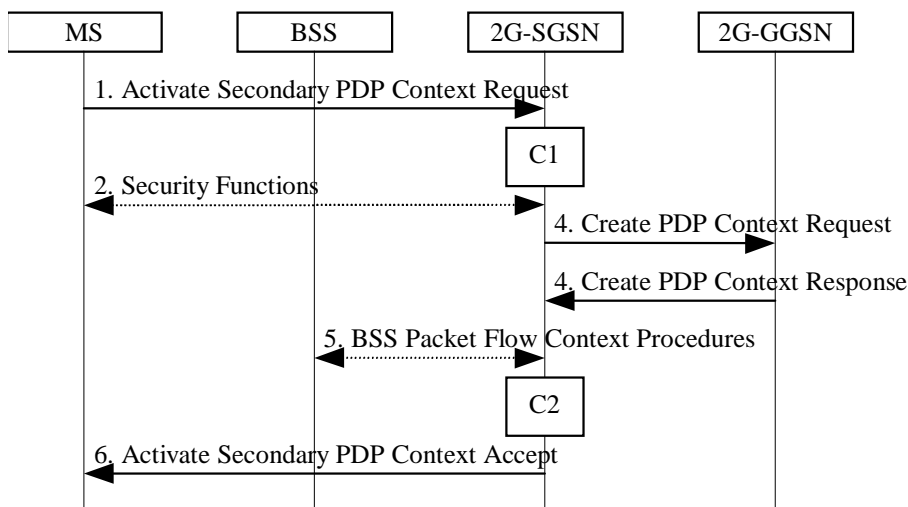 MS BSS 2G-SGSN 2G-GGSN
1. Activate Secondary PDP Context Request
C1
2. Security Functions
4. Create PDP Context Request
4. Create PDP Context Response
5. BSS Packet Flow Context Procedures
C2
6. Activate Secondary PDP Context Accept